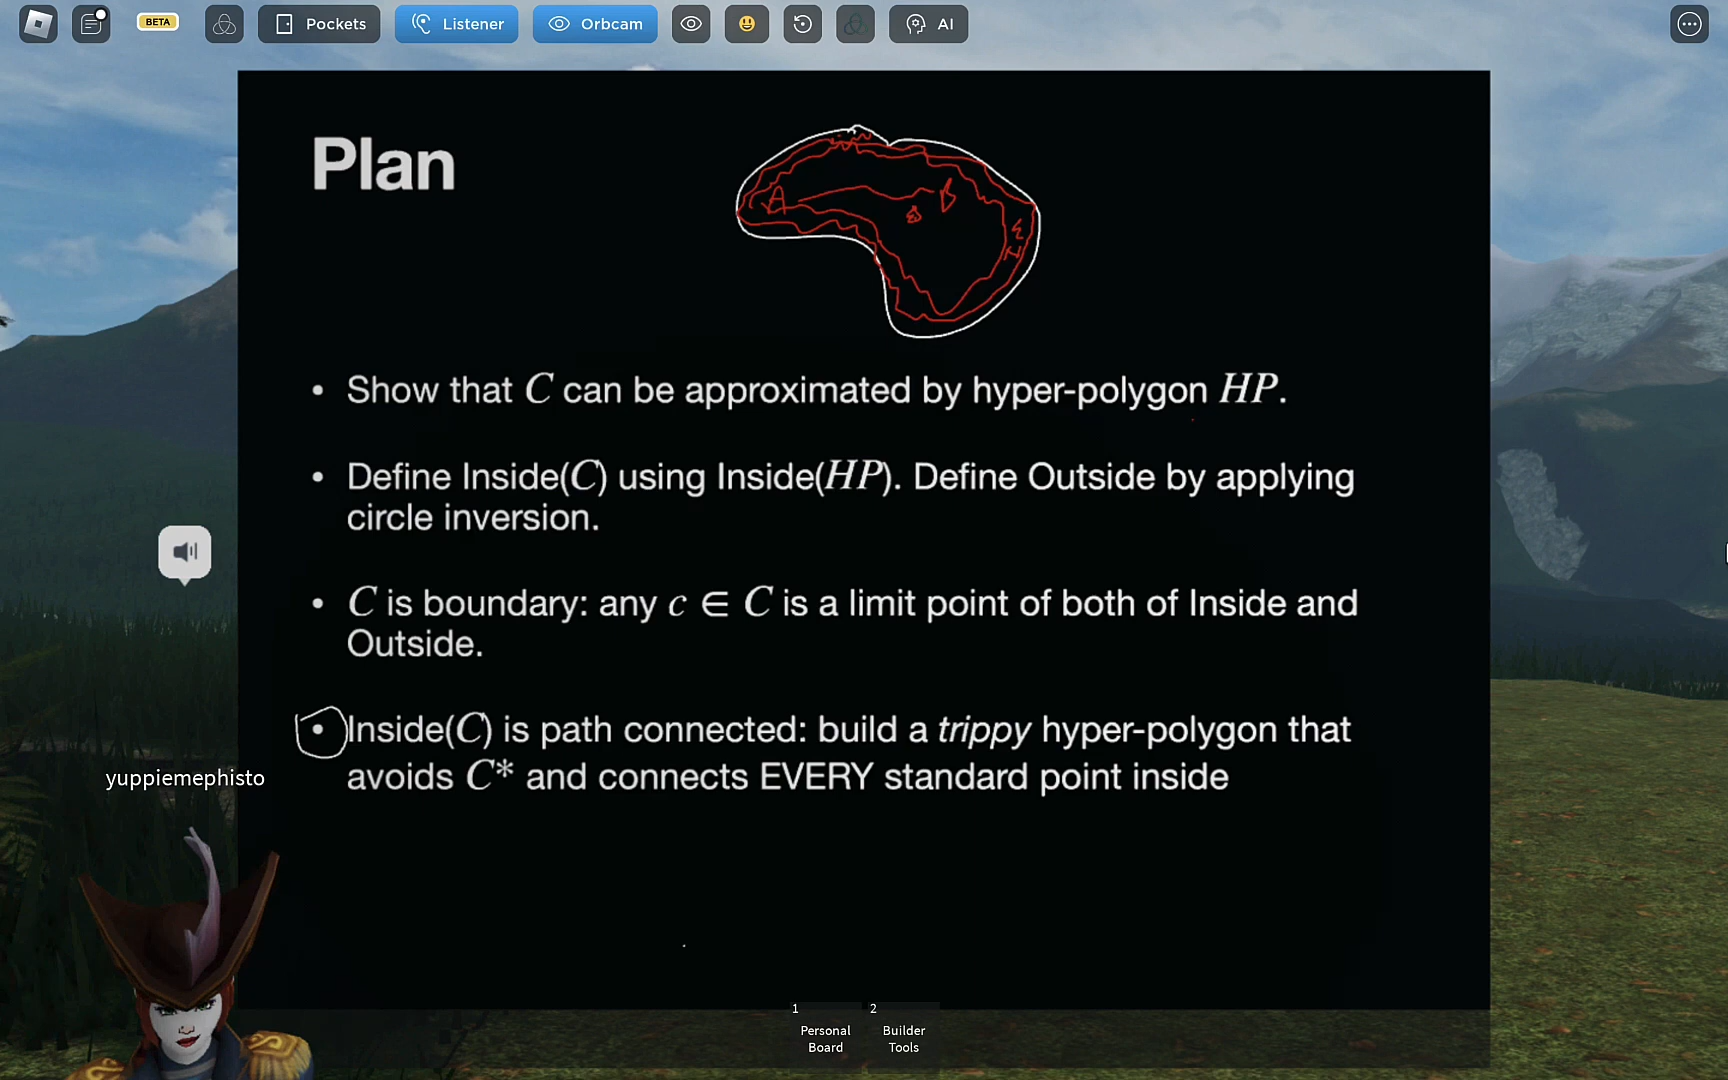 BETA
Pockets
Listener
Orbcam
AI
Plan
A
B
• Show that C can be approximated by hyper-polygon HP.
• Define Inside(C) using Inside(HP). Define Outside by applying
circle inversion.
• C is boundary: any c ∈ C is a limit point of both of Inside and
Outside.
• Inside(C) is path connected: build a trippy hyper-polygon that
avoids C* and connects EVERY standard point inside
yuppiemephisto
1
Personal
Board
2
Builder
Tools